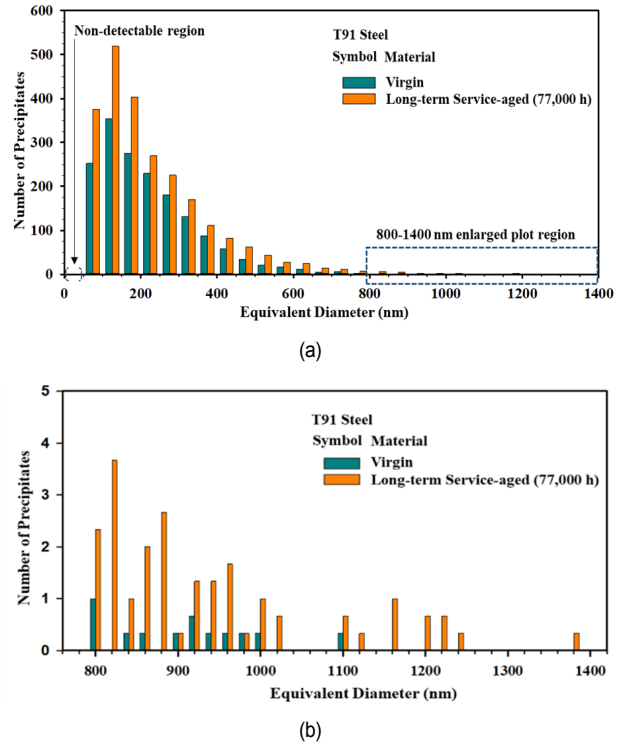 600
Non-detectable region
T91 Steel
Symbol Material
500
Virgin
Long-term Service-aged (77,000 h)
400
Number of Precipitates
300
200
800-1400 nm enlarged plot region
100
0
0 200 400 600 800 1000 1200 1400
Equivalent Diameter (nm)
(a)
5
T91 Steel
Symbol Material
4
Virgin
Long-term Service-aged (77,000 h)
Number of Precipitates
3
2
1
0
800 900 1000 1100 1200 1300 1400
Equivalent Diameter (nm)
(b)